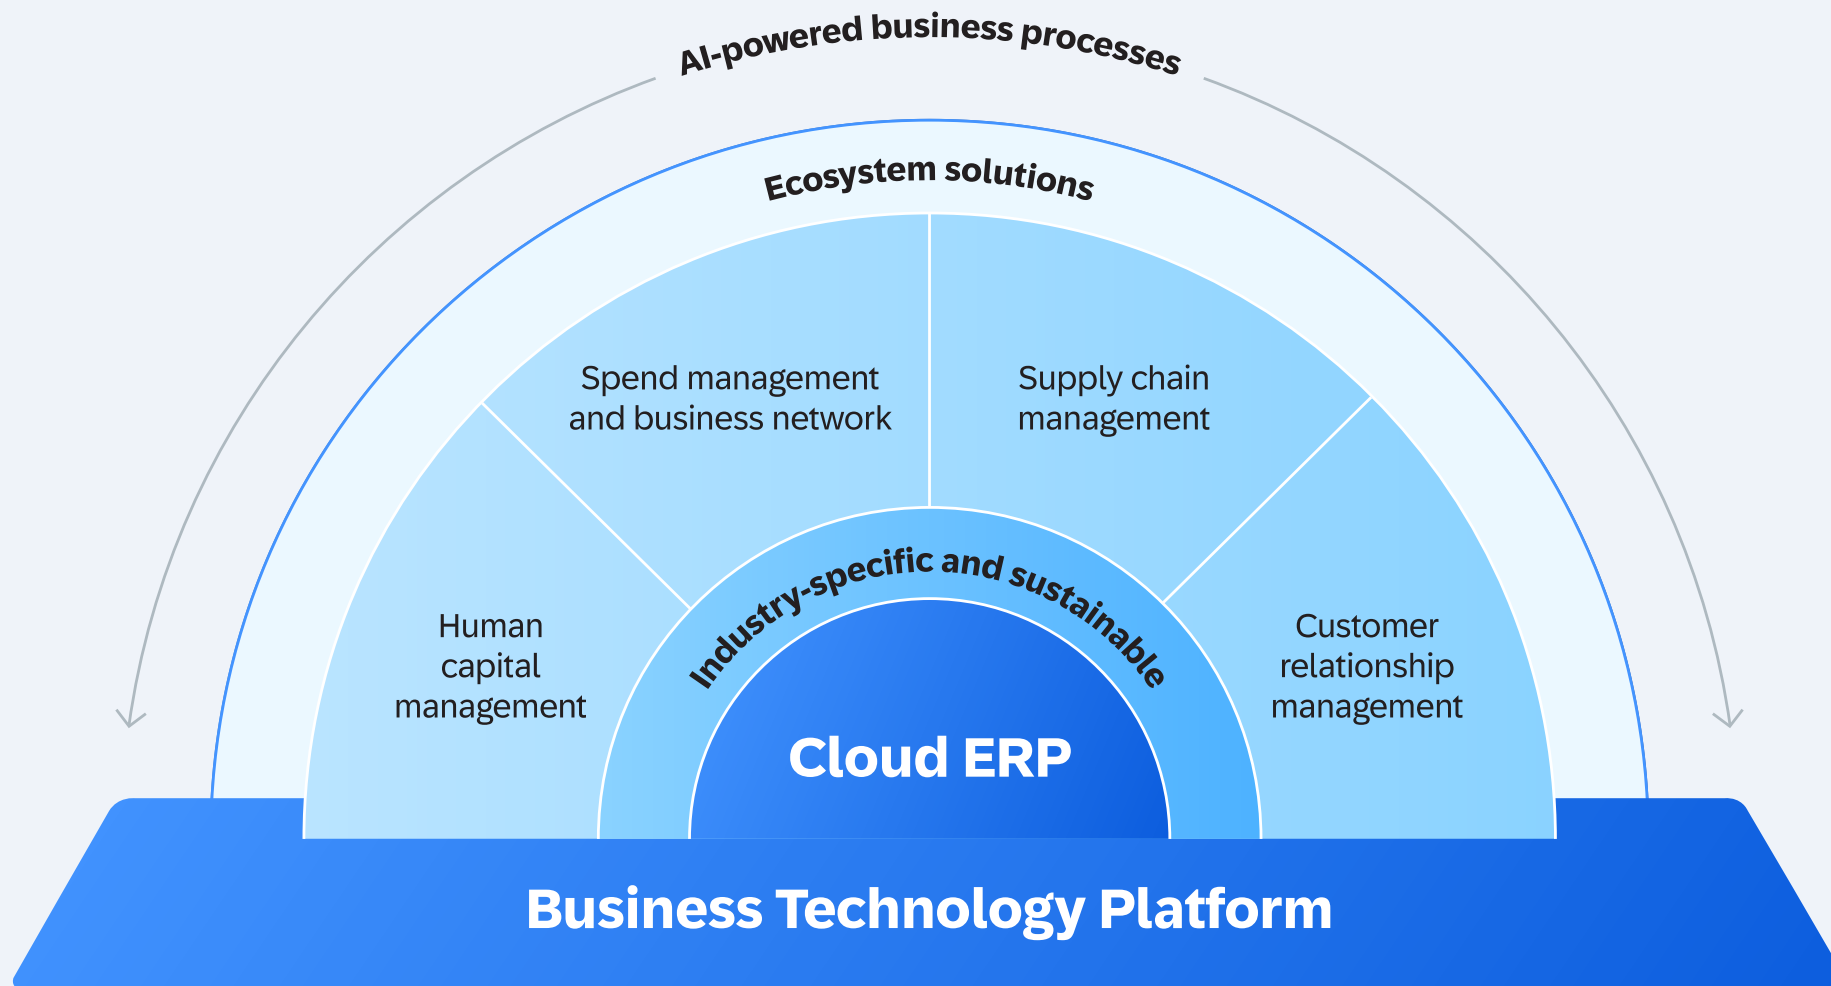 AI-powered business processes
Ecosystem solutions
Spend management
and business network
Supply chain
management
Human
capital
management
Industry-specific and sustainable
Customer
relationship
management
Cloud ERP
Business Technology Platform